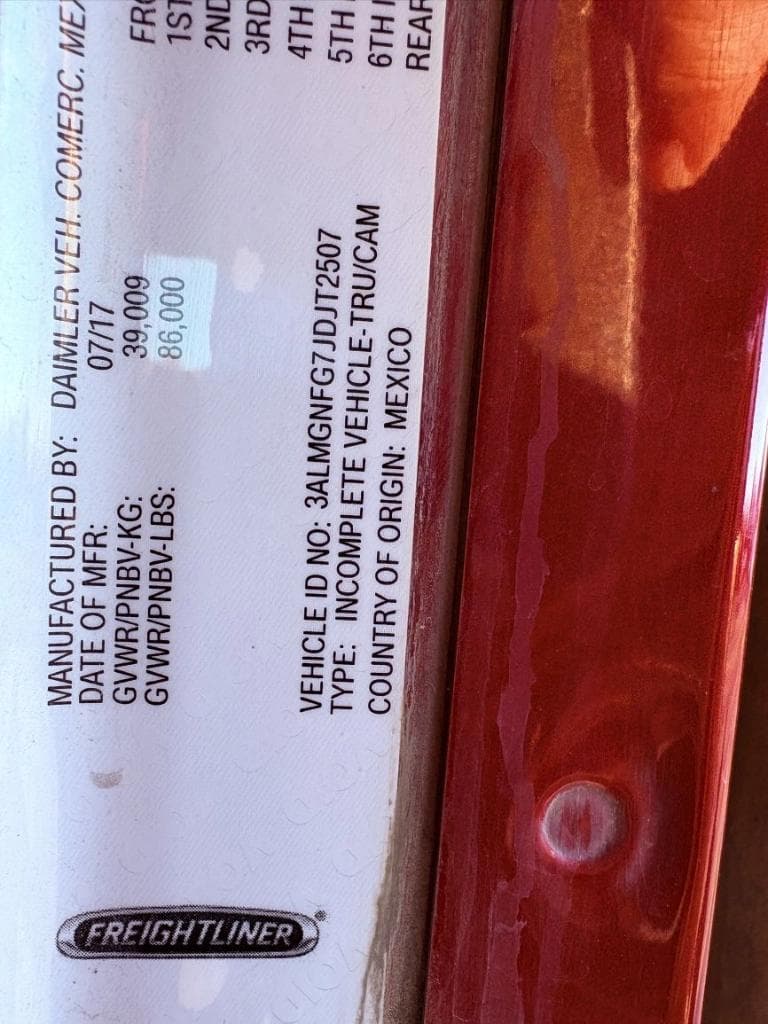 FREIGHTLINER
MANUFACTURED BY: DAIMLER VEH. COMERC. MEX
DATE OF MFR: 07/17
GVWR/PNBV-KG: 39,009
GVWR/PNBV-LBS: 86,000
VEHICLE ID NO: 3ALMGNFG7JDJT2507
TYPE: INCOMPLETE VEHICLE-TRU/CAM
COUNTRY OF ORIGIN: MEXICO
1ST
2ND
3RD
4TH
5TH
6TH
REAR